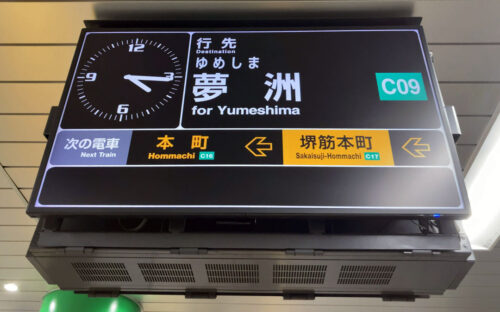 12
9
3
6
行先
Destination
ゆめしま
夢洲
for Yumeshima
C09
次の電車
Next Train
本町
Hommachi C16
堺筋本町
Sakaisuji-Hommachi C17